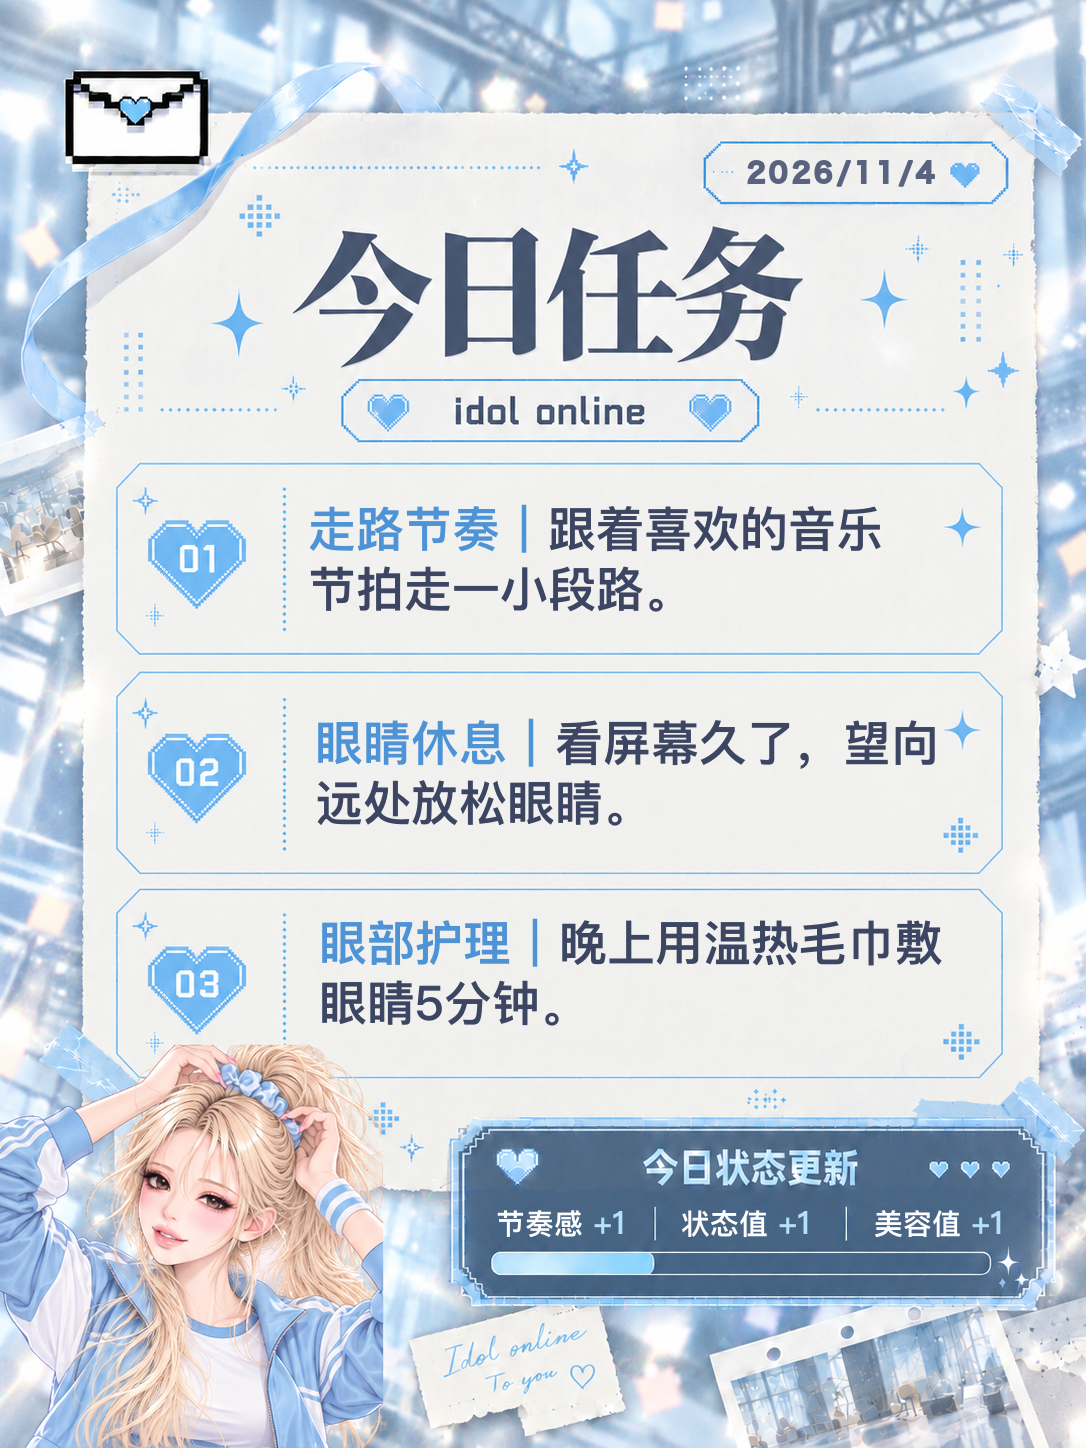 2026/11/4
今日任务
idol online
01
走路节奏｜跟着喜欢的音乐
节拍走一小段路。
02
眼睛休息｜看屏幕久了，望向
远处放松眼睛。
03
眼部护理｜晚上用温热毛巾敷
眼睛5分钟。
今日状态更新
节奏感 +1｜状态值 +1｜美容值 +1
Idol online
To you